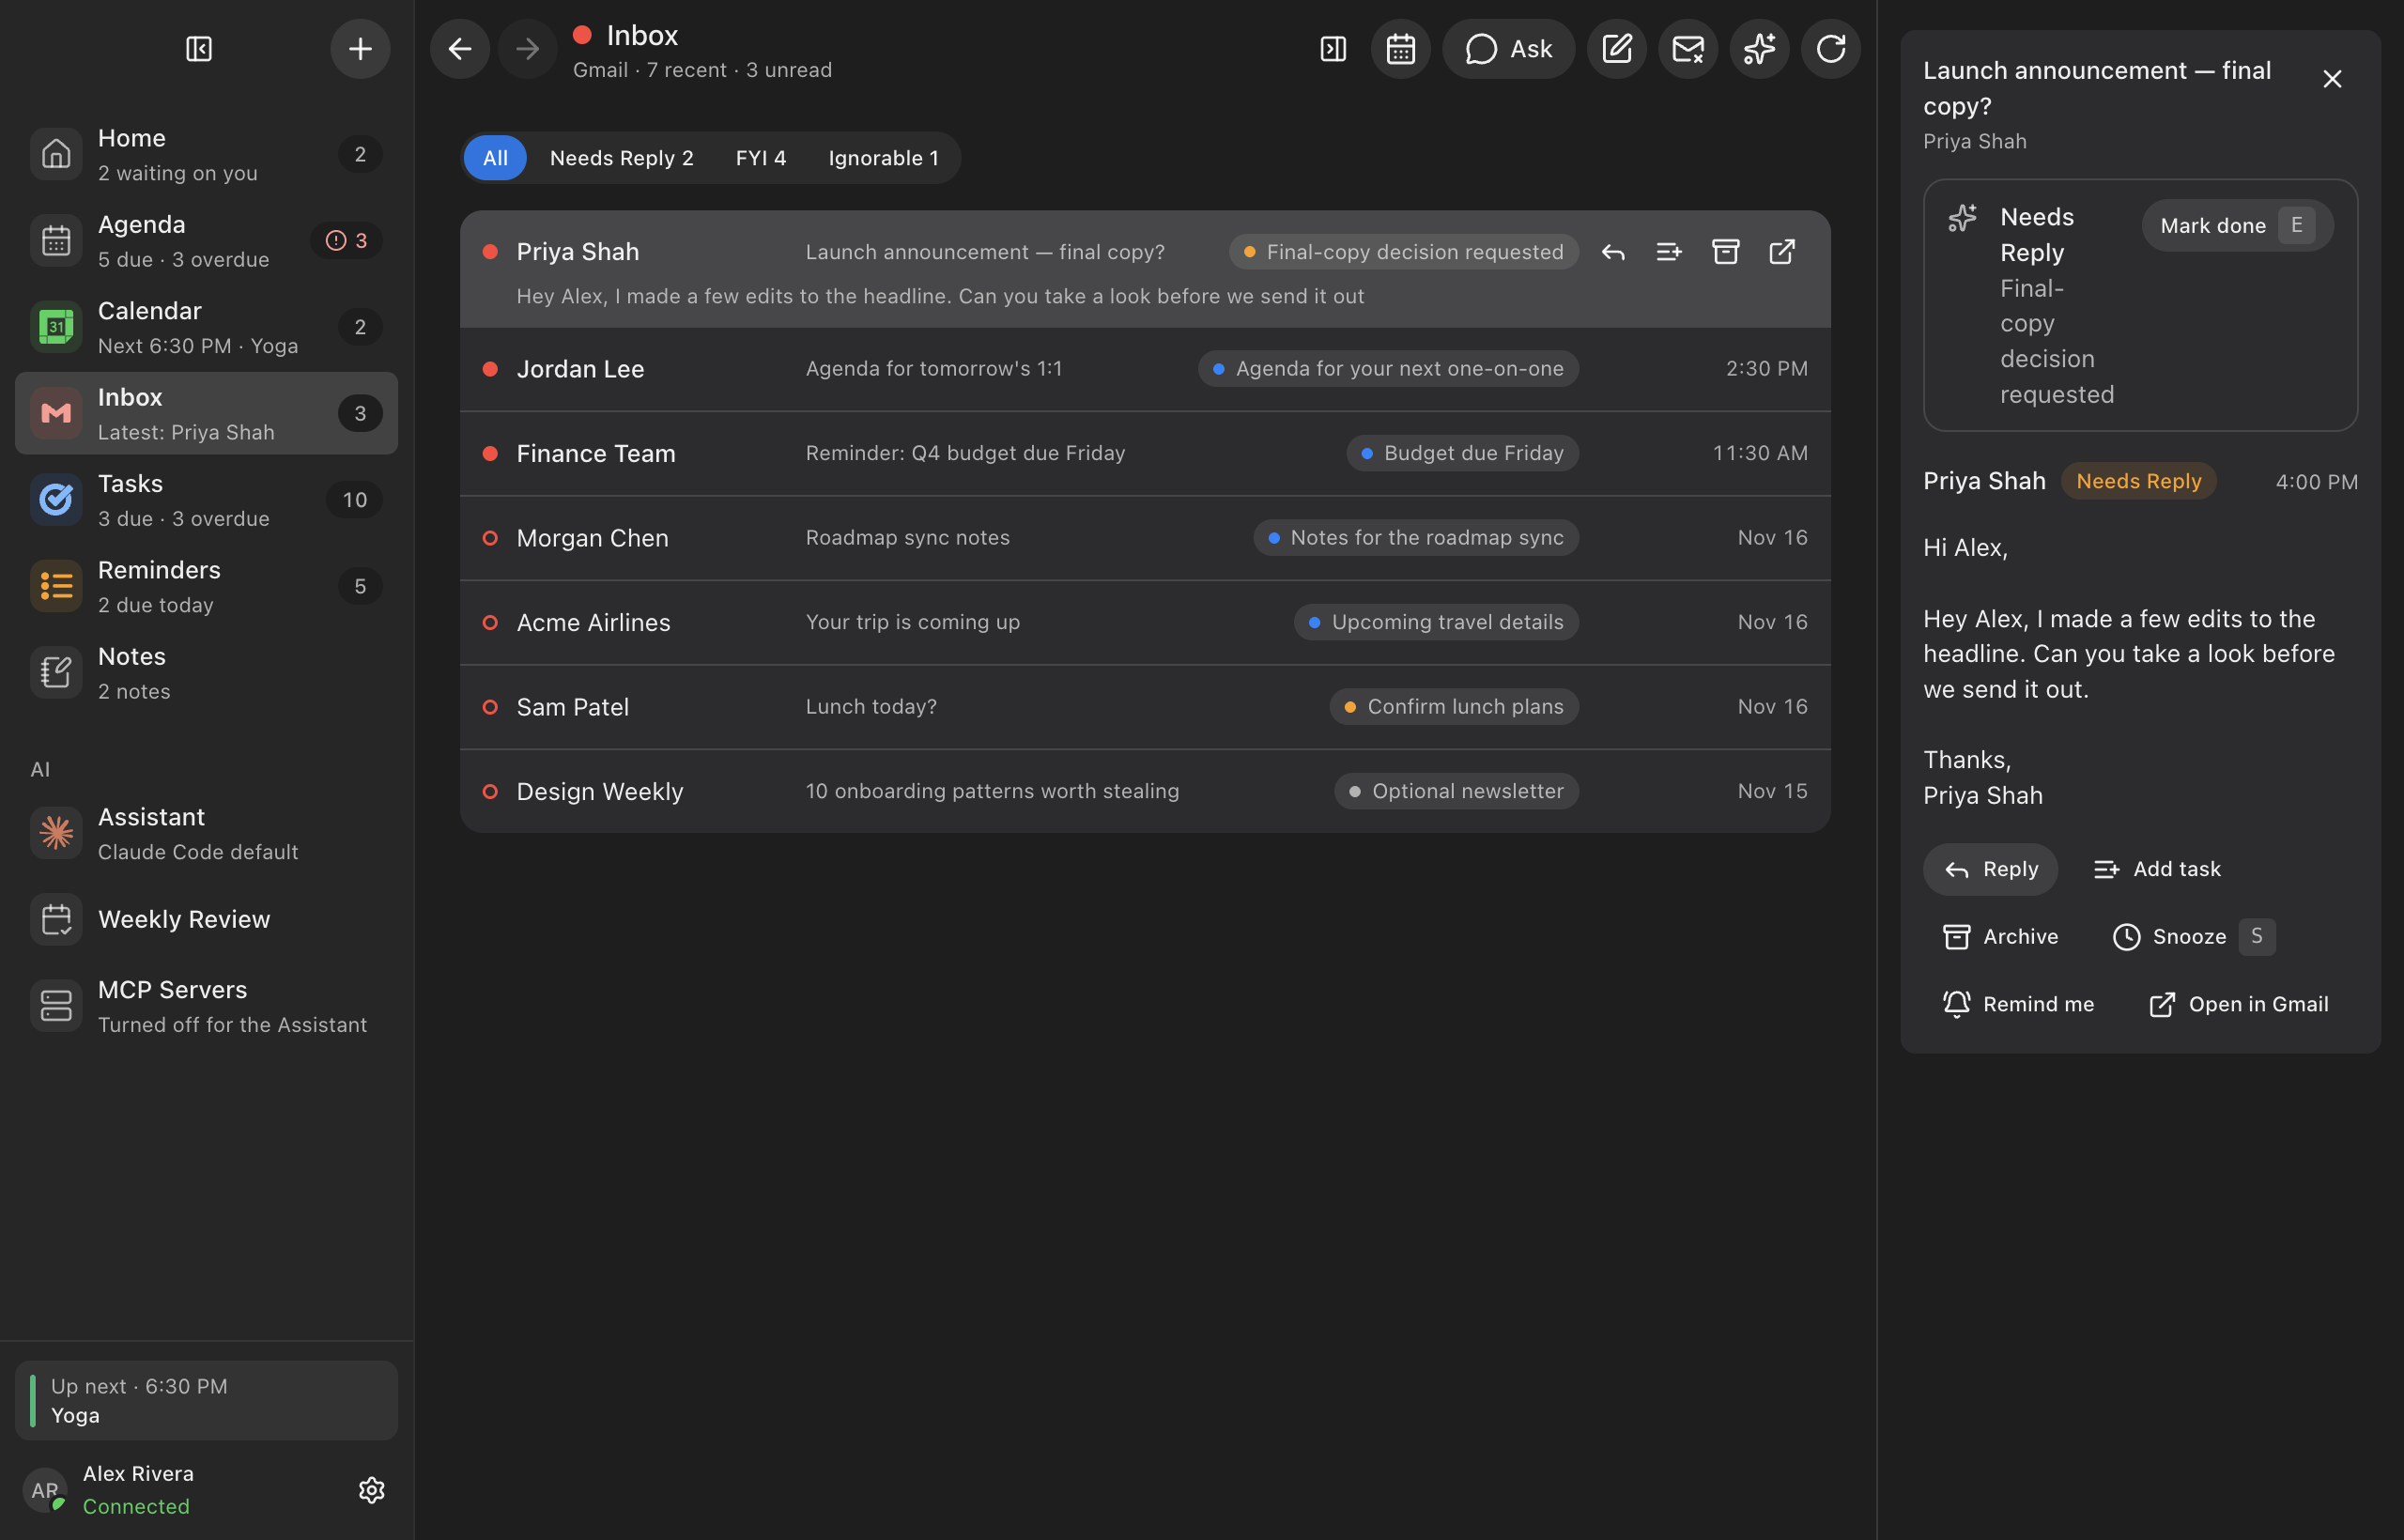 Home
2 waiting on you
2
Agenda
5 due · 3 overdue
3
Calendar
Next 6:30 PM · Yoga
2
31
Inbox
Latest: Priya Shah
3
Tasks
3 due · 3 overdue
10
Reminders
2 due today
5
Notes
2 notes
AI
Assistant
Claude Code default
Weekly Review
MCP Servers
Turned off for the Assistant
Up next · 6:30 PM
Yoga
AR
Alex Rivera
Connected
Inbox
Gmail · 7 recent · 3 unread
Ask
All Needs Reply 2 FYI 4 Ignorable 1
Priya Shah Launch announcement — final copy? Final-copy decision requested
Hey Alex, I made a few edits to the headline. Can you take a look before we send it out
Jordan Lee Agenda for tomorrow's 1:1 Agenda for your next one-on-one 2:30 PM
Finance Team Reminder: Q4 budget due Friday Budget due Friday 11:30 AM
Morgan Chen Roadmap sync notes Notes for the roadmap sync Nov 16
Acme Airlines Your trip is coming up Upcoming travel details Nov 16
Sam Patel Lunch today? Confirm lunch plans Nov 16
Design Weekly 10 onboarding patterns worth stealing Optional newsletter Nov 15
Launch announcement — final
copy?
Priya Shah
Needs
Reply
Final-
copy
decision
requested
Mark done E
Priya Shah Needs Reply 4:00 PM
Hi Alex,
Hey Alex, I made a few edits to the
headline. Can you take a look before
we send it out.
Thanks,
Priya Shah
Reply Add task
Archive Snooze S
Remind me Open in Gmail